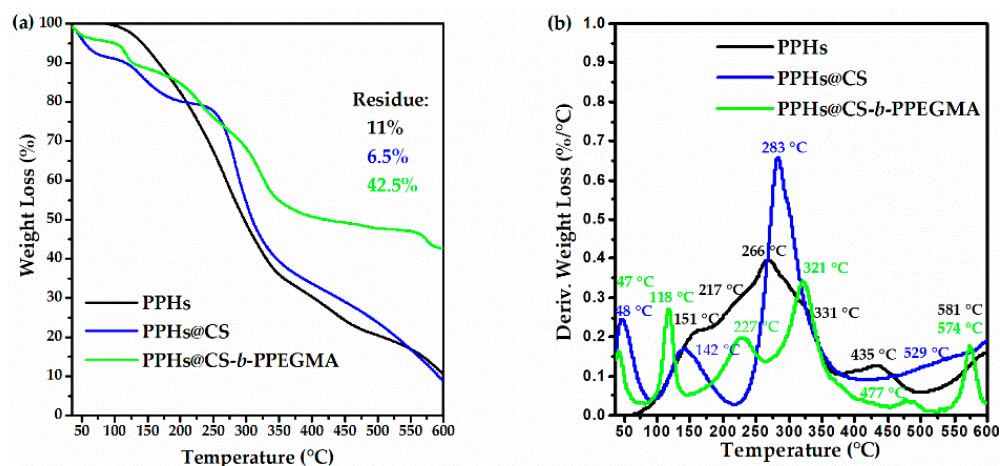 (a)
100
90
80
70
60
50
40
30
20
10
0
Weight Loss (%)
Residue:
11%
6.5%
42.5%
PPHs
PPHs@CS
PPHs@CS-b-PPEGMA
50 100 150 200 250 300 350 400 450 500 550 600
Temperature (°C)
(b)
1.0
0.9
0.8
0.7
0.6
0.5
0.4
0.3
0.2
0.1
0.0
Deriv. Weight Loss (%/°C)
PPHs
PPHs@CS
PPHs@CS-b-PPEGMA
283 °C
266 °C
321 °C
47 °C
118 °C
217 °C
48 °C
151 °C
227°C
331 °C
581 °C
574 °C
142 °C
435 °C
529 °C
477 °C
50 100 150 200 250 300 350 400 450 500 550 600
Temperature (°C)